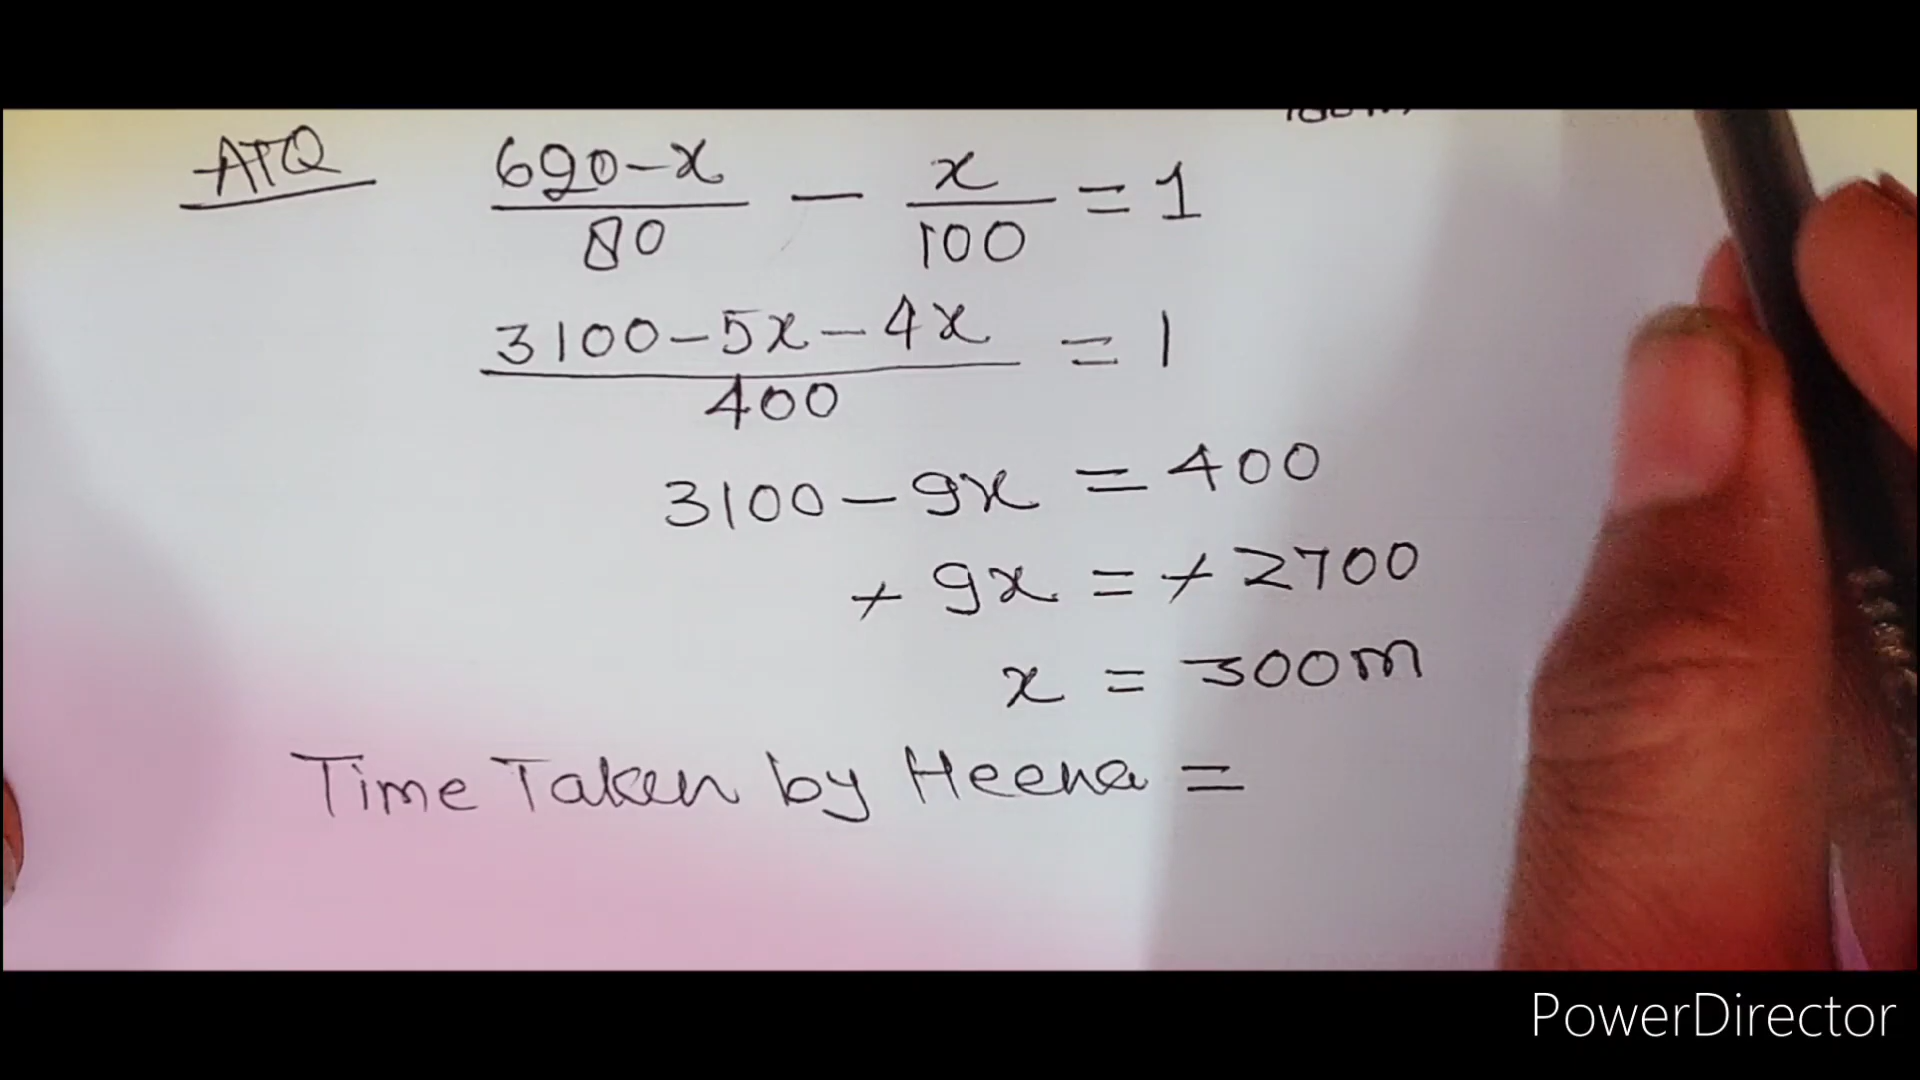 ATQ 620-x/80 - x/100 = 1
3100-5x-4x/400 = 1
3100-9x = 400
+ 9x = + 2700
x = 300m
Time Taken by Heena =
PowerDirector